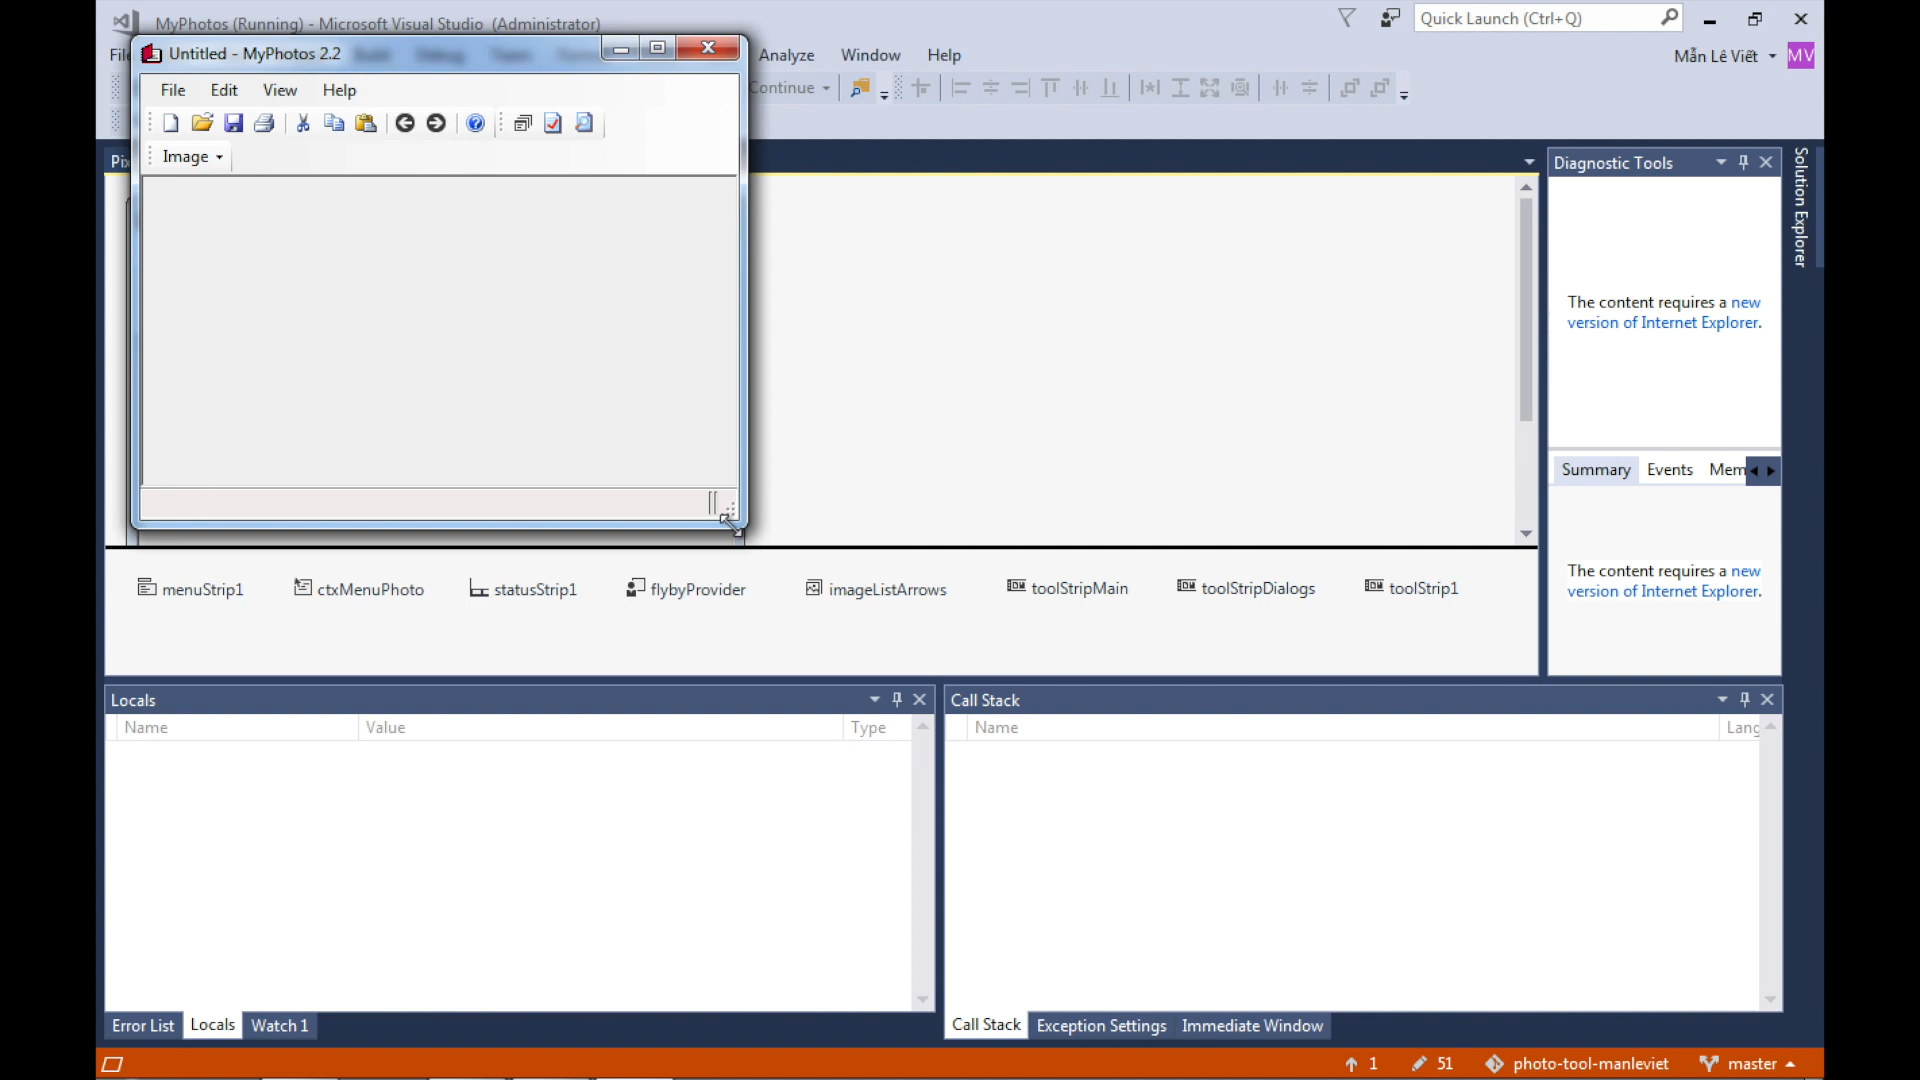 MyPhotos (Running) - Microsoft Visual Studio (Administrator)
Quick Launch (Ctrl+Q)
Analyze Window Help
Mẫn Lê Viết MV
Continue
Untitled - MyPhotos 2.2
File Edit View Help
Image
Diagnostic Tools
Solution Explorer
The content requires a new
version of Internet Explorer.
Summary Events Mem
The content requires a new
version of Internet Explorer.
menuStrip1 ctxMenuPhoto statusStrip1 flybyProvider imageListArrows toolStripMain toolStripDialogs toolStrip1
Locals
Name Value Type
Call Stack
Name Lang
Error List Locals Watch 1
Call Stack Exception Settings Immediate Window
1 51 photo-tool-manleviet master